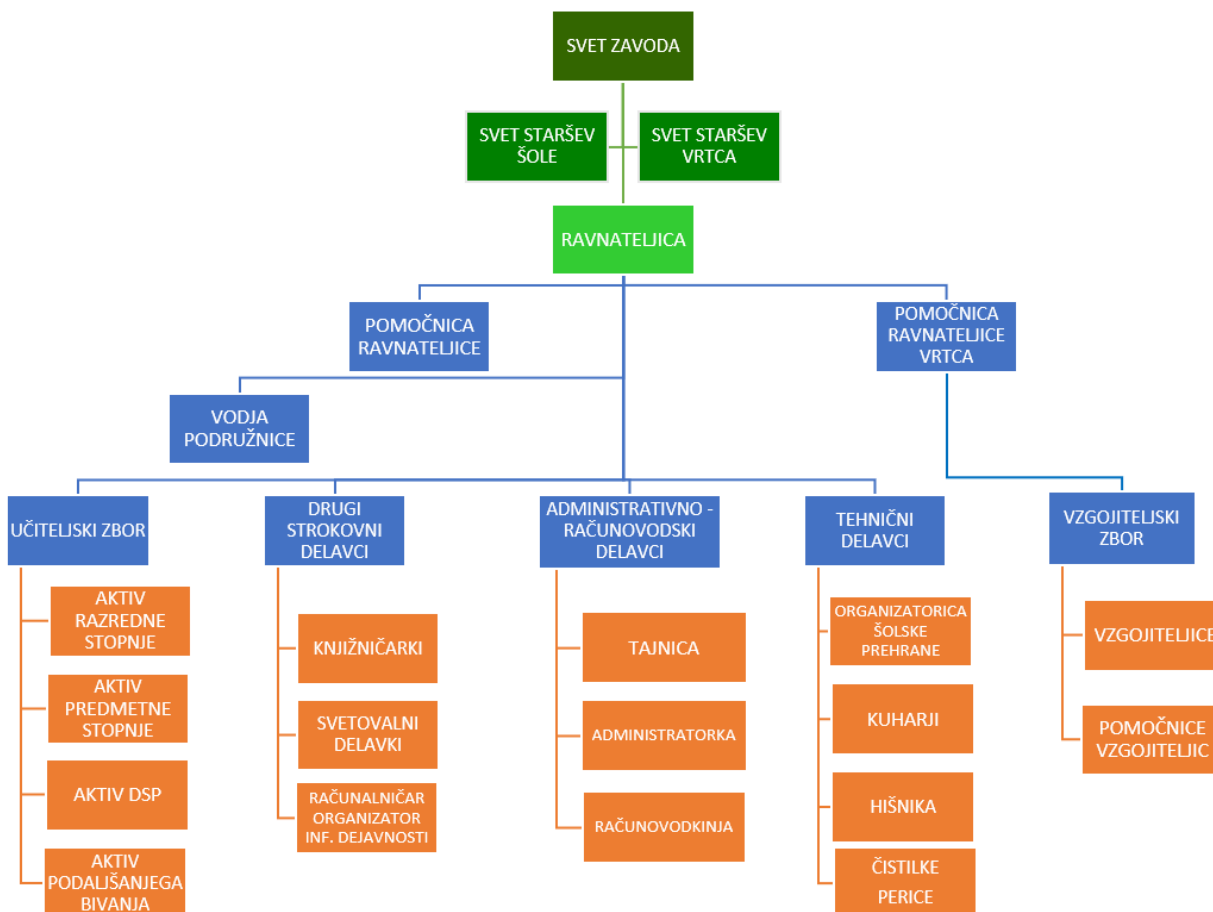 SVET ZAVODA
SVET STARŠEV
ŠOLE
SVET STARŠEV
VRTCA
RAVNATELJICA
POMOČNICA
RAVNATELJICE
POMOČNICA
RAVNATELJICE
VRTCA
VODJA
PODRUŽNICE
UČITELJSKI ZBOR
DRUGI
STROKOVNI
DELAVCI
ADMINISTRATIVNO -
RAČUNOVODSKI
DELAVCI
TEHNIČNI
DELAVCI
VZGOJITELJSKI
ZBOR
AKTIV
RAZREDNE
STOPNJE
AKTIV
PREDMETNE
STOPNJE
AKTIV DSP
AKTIV
PODALJŠANJEGA
BIVANJA
KNJIŽNIČARKI
SVETOVALNI
DELAVKI
RAČUNALNIČAR
ORGANIZATOR
INF. DEJAVNOSTI
TAJNICA
ADMINISTRATORKA
RAČUNOVODKINJA
ORGANIZATORICA
ŠOLSKE
PREHRANE
KUHARJI
HIŠNIKA
ČISTILKE
PERICE
VZGOJITELJICE
POMOČNICE
VZGOJITELJIC